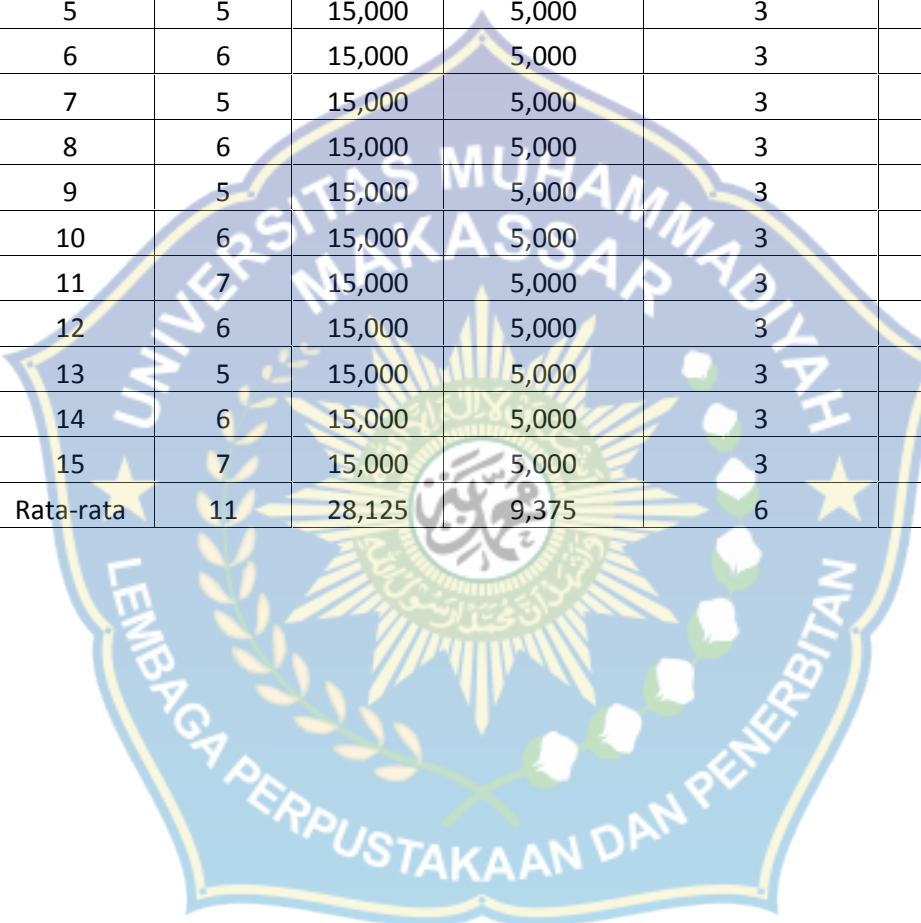 5 5 15,000 5,000 3
6 6 15,000 5,000 3
7 5 15,000 5,000 3
8 6 15,000 5,000 3
9 5 15,000 5,000 3
10 6 15,000 5,000 3
11 7 15,000 5,000 3
12 6 15,000 5,000 3
13 5 15,000 5,000 3
14 6 15,000 5,000 3
15 7 15,000 5,000 3
Rata-rata 11 28,125 9,375 6
UNIVERSITAS MUHAMMADIYAH
MAKASSAR
LEMBAGA PERPUSTAKAAN DAN PENERBITAN